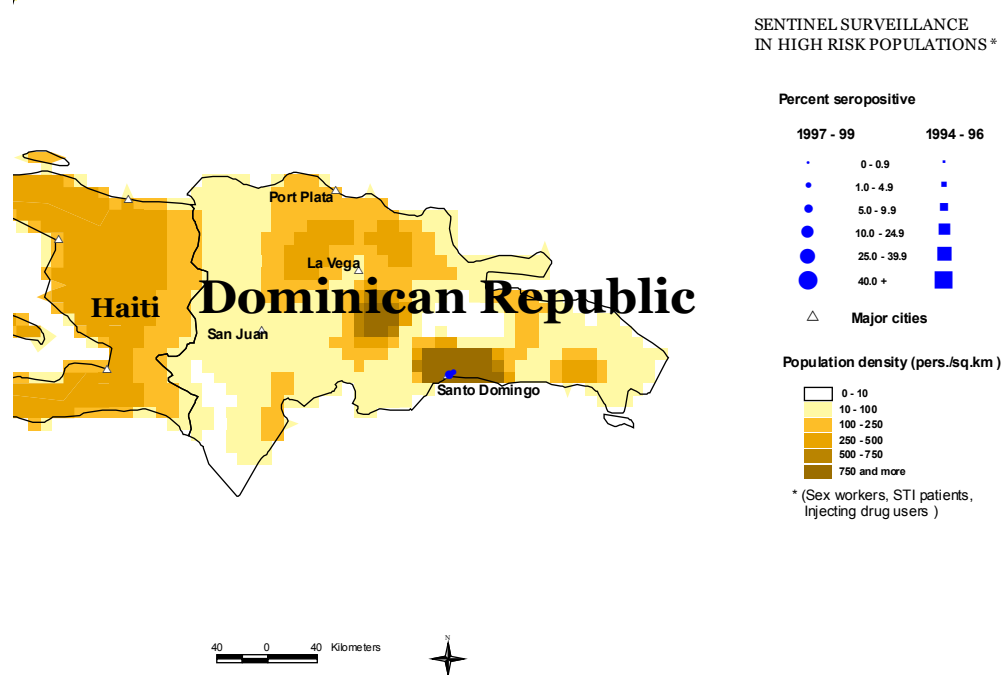 SENTINEL SURVEILLANCE
IN HIGH RISK POPULATIONS *
Percent seropositive
1997 - 99 1994 - 96
0 - 0.9
1.0 - 4.9
5.0 - 9.9
10.0 - 24.9
25.0 - 39.9
40.0 +
Major cities
Population density (pers./sq.km)
0 - 10
10 - 100
100 - 250
250 - 500
500 - 750
750 and more
* (Sex workers, STI patients,
Injecting drug users )
Port Plata
La Vega
Haiti Dominican Republic
San Juan
Santo Domingo
40 0 40 Kilometers
N